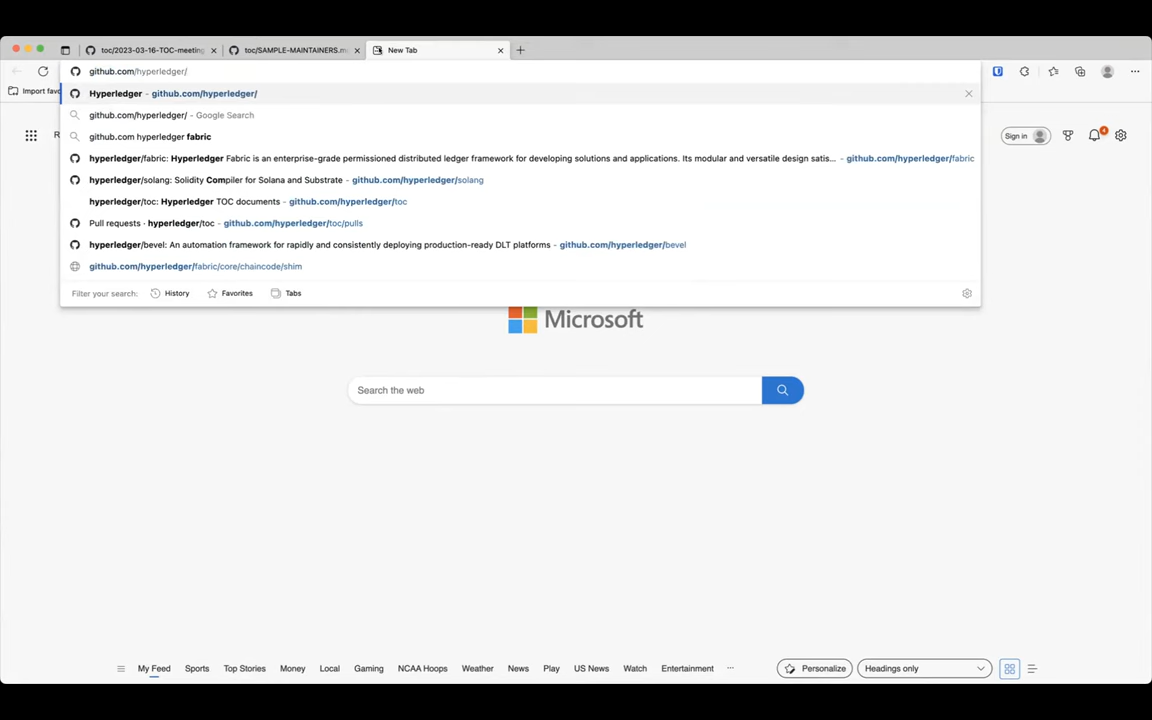 toc/2023-03-16-TOC-meeting
toc/SAMPLE-MAINTAINERS.m
New Tab
github.com/hyperledger/
Import favo
Hyperledger - github.com/hyperledger/
github.com/hyperledger/ - Google Search
github.com hyperledger fabric
hyperledger/fabric: Hyperledger Fabric is an enterprise-grade permissioned distributed ledger framework for developing solutions and applications. Its modular and versatile design satis... - github.com/hyperledger/fabric
hyperledger/solang: Solidity Compiler for Solana and Substrate - github.com/hyperledger/solang
hyperledger/toc: Hyperledger TOC documents - github.com/hyperledger/toc
Pull requests · hyperledger/toc - github.com/hyperledger/toc/pulls
hyperledger/bevel: An automation framework for rapidly and consistently deploying production-ready DLT platforms - github.com/hyperledger/bevel
github.com/hyperledger/fabric/core/chaincode/shim
Filter your search: History Favorites Tabs
R
Sign in
4
Microsoft
Search the web
My Feed Sports Top Stories Money Local Gaming NCAA Hoops Weather News Play US News Watch Entertainment ...
Personalize
Headings only